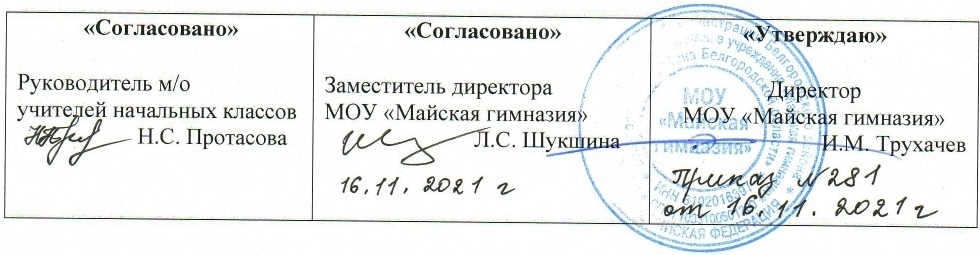 «Согласовано»
Руководитель м/о
учителей начальных классов
Н.С. Протасова
«Согласовано»
Заместитель директора
МОУ «Майская гимназия»
Л.С. Шукшина
16.11.2021 г
«Утверждаю»
Директор
МОУ «Майская гимназия»
И.М. Трухачев
Приказ №281
от 16.11.2021 г
МОУ
«Майская
гимназия»